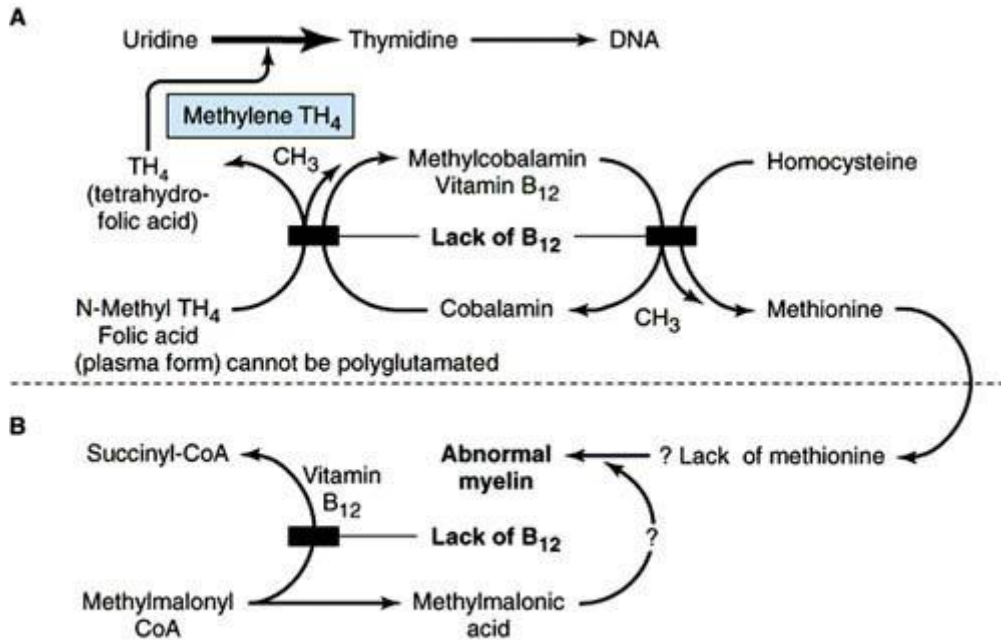 A
Uridine Thymidine DNA
Methylene TH₄
TH₄
(tetrahydro-
folic acid)
CH₃
Methylcobalamin
Vitamin B₁₂
Homocysteine
Lack of B₁₂
N-Methyl TH₄
Folic acid
(plasma form) cannot be polyglutamated
Cobalamin
CH₃
Methionine
B
Succinyl-CoA
Vitamin
B₁₂
Abnormal
myelin
? Lack of methionine
Lack of B₁₂
?
Methylmalonyl
CoA
Methylmalonic
acid